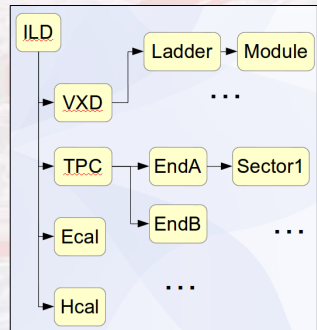 ILD
Ladder
Module
VXD
...
TPC
EndA
Sector1
EndB
...
Ecal
...
Hcal